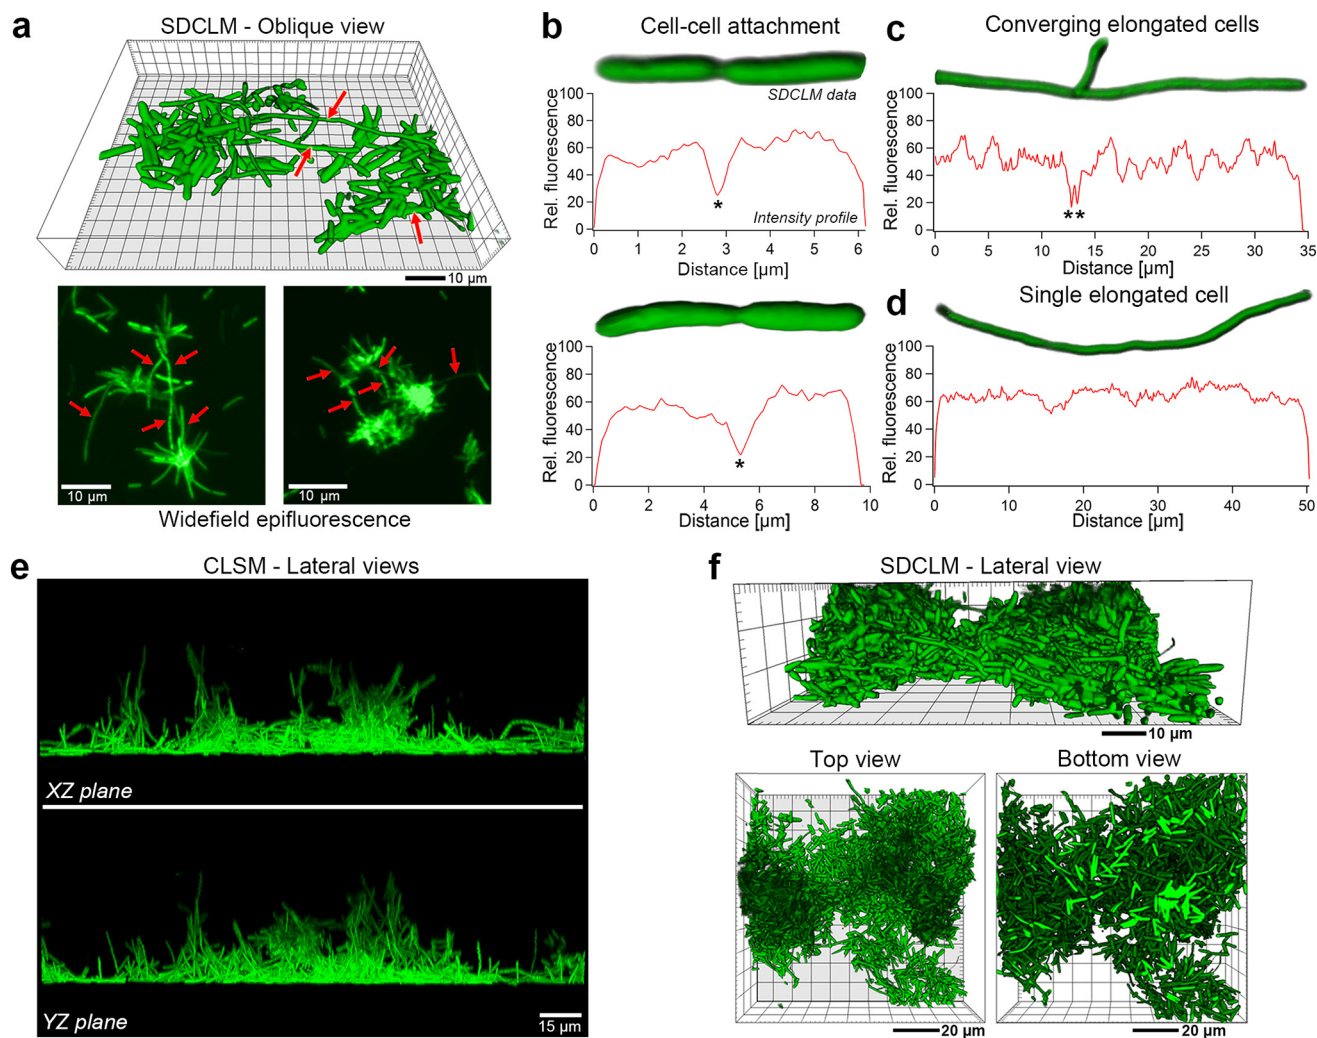 a
SDCLM - Oblique view
10 µm
10 µm
10 µm
Widefield epifluorescence
b
Cell-cell attachment
SDCLM data
Rel. fluorescence
100
80
60
40
20
0
*
Intensity profile
0 1 2 3 4 5 6
Distance [µm]
Rel. fluorescence
100
80
60
40
20
0
*
0 2 4 6 8 10
Distance [µm]
c
Converging elongated cells
Rel. fluorescence
100
80
60
40
20
0
**
0 5 10 15 20 25 30 35
Distance [µm]
d
Single elongated cell
Rel. fluorescence
100
80
60
40
20
0
0 10 20 30 40 50
Distance [µm]
e
CLSM - Lateral views
XZ plane
YZ plane
15 µm
f
SDCLM - Lateral view
10 µm
Top view
20 µm
Bottom view
20 µm